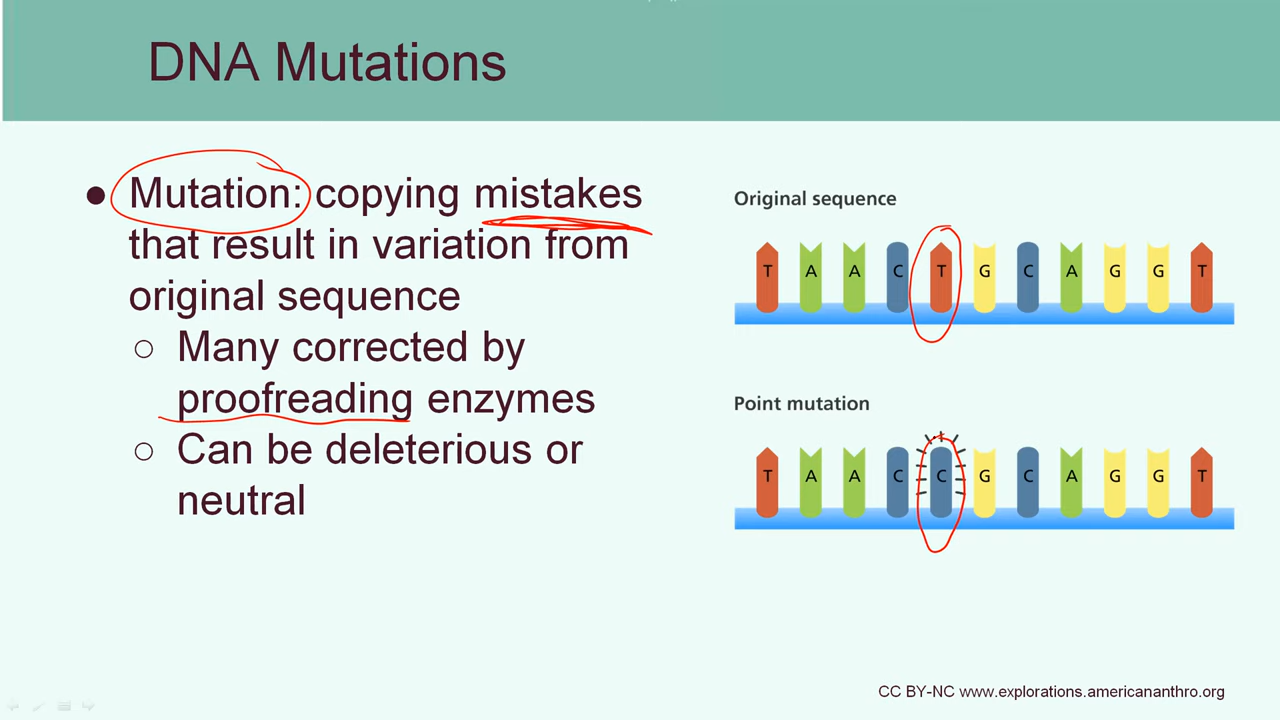 DNA Mutations
● Mutation: copying mistakes
that result in variation from
original sequence
○ Many corrected by
proofreading enzymes
○ Can be deleterious or
neutral
Original sequence
T A A C T G C A G G T
Point mutation
T A A C C G C A G G T
CC BY-NC www.explorations.americananthro.org